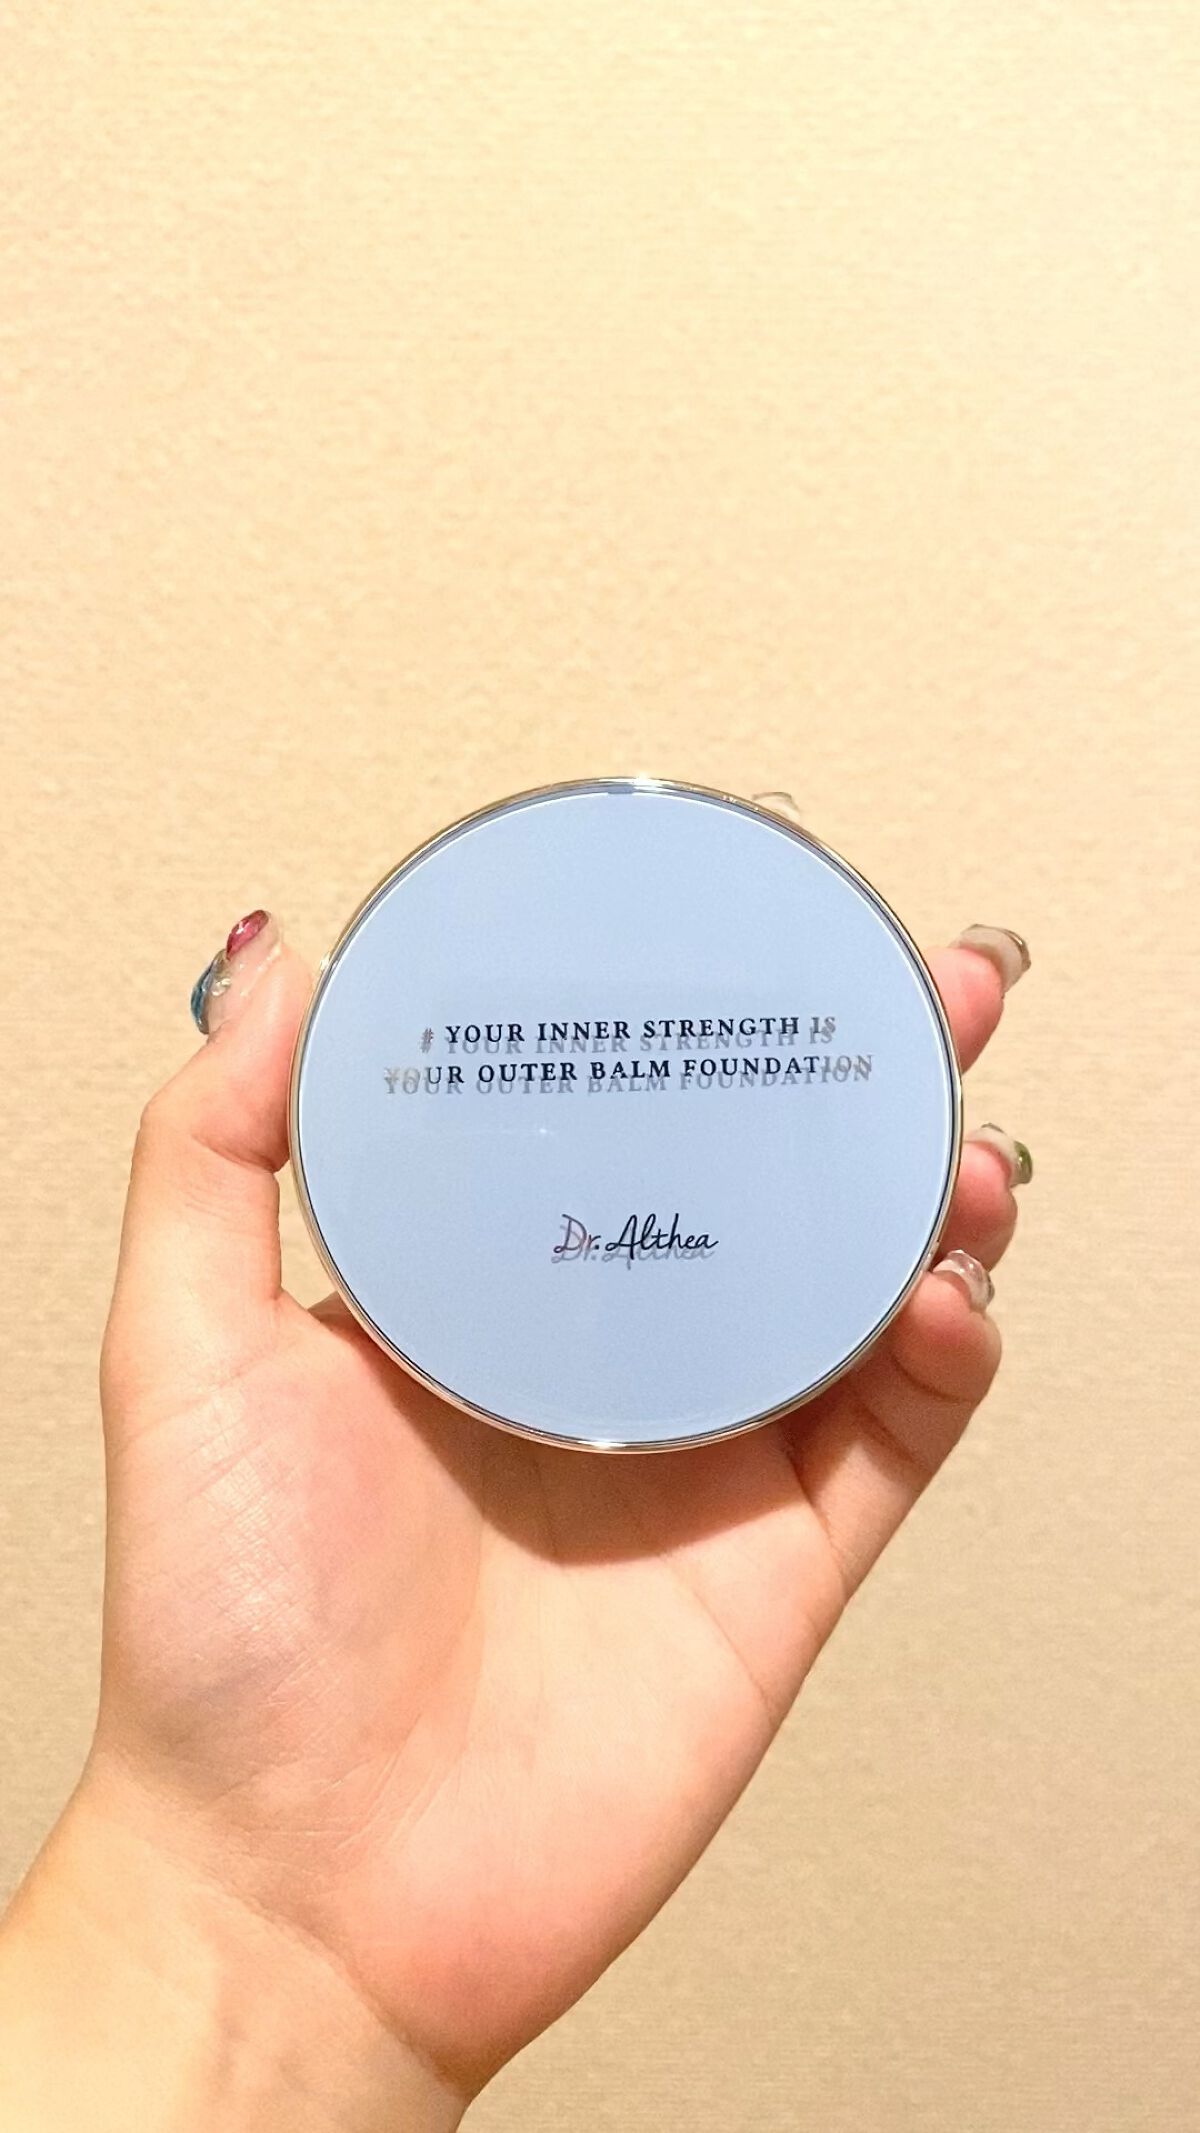 # YOUR INNER STRENGTH IS
YOUR OUTER BALM FOUNDATION
Dr. Althea